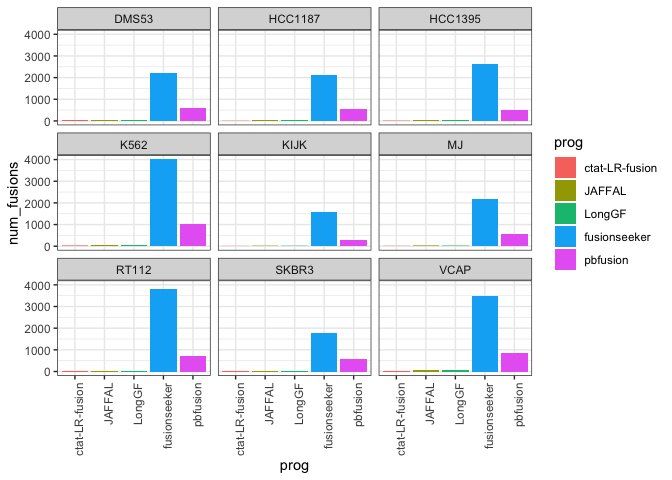 DMS53 HCC1187 HCC1395
4000
3000
2000
1000
0
K562 KIJK MJ
4000
3000
2000
1000
0
RT112 SKBR3 VCAP
4000
3000
2000
1000
0
num_fusions
ctat-LR-fusion JAFFAL LongGF fusionseeker pbfusion ctat-LR-fusion JAFFAL LongGF fusionseeker pbfusion ctat-LR-fusion JAFFAL LongGF fusionseeker pbfusion
prog
prog
ctat-LR-fusion
JAFFAL
LongGF
fusionseeker
pbfusion